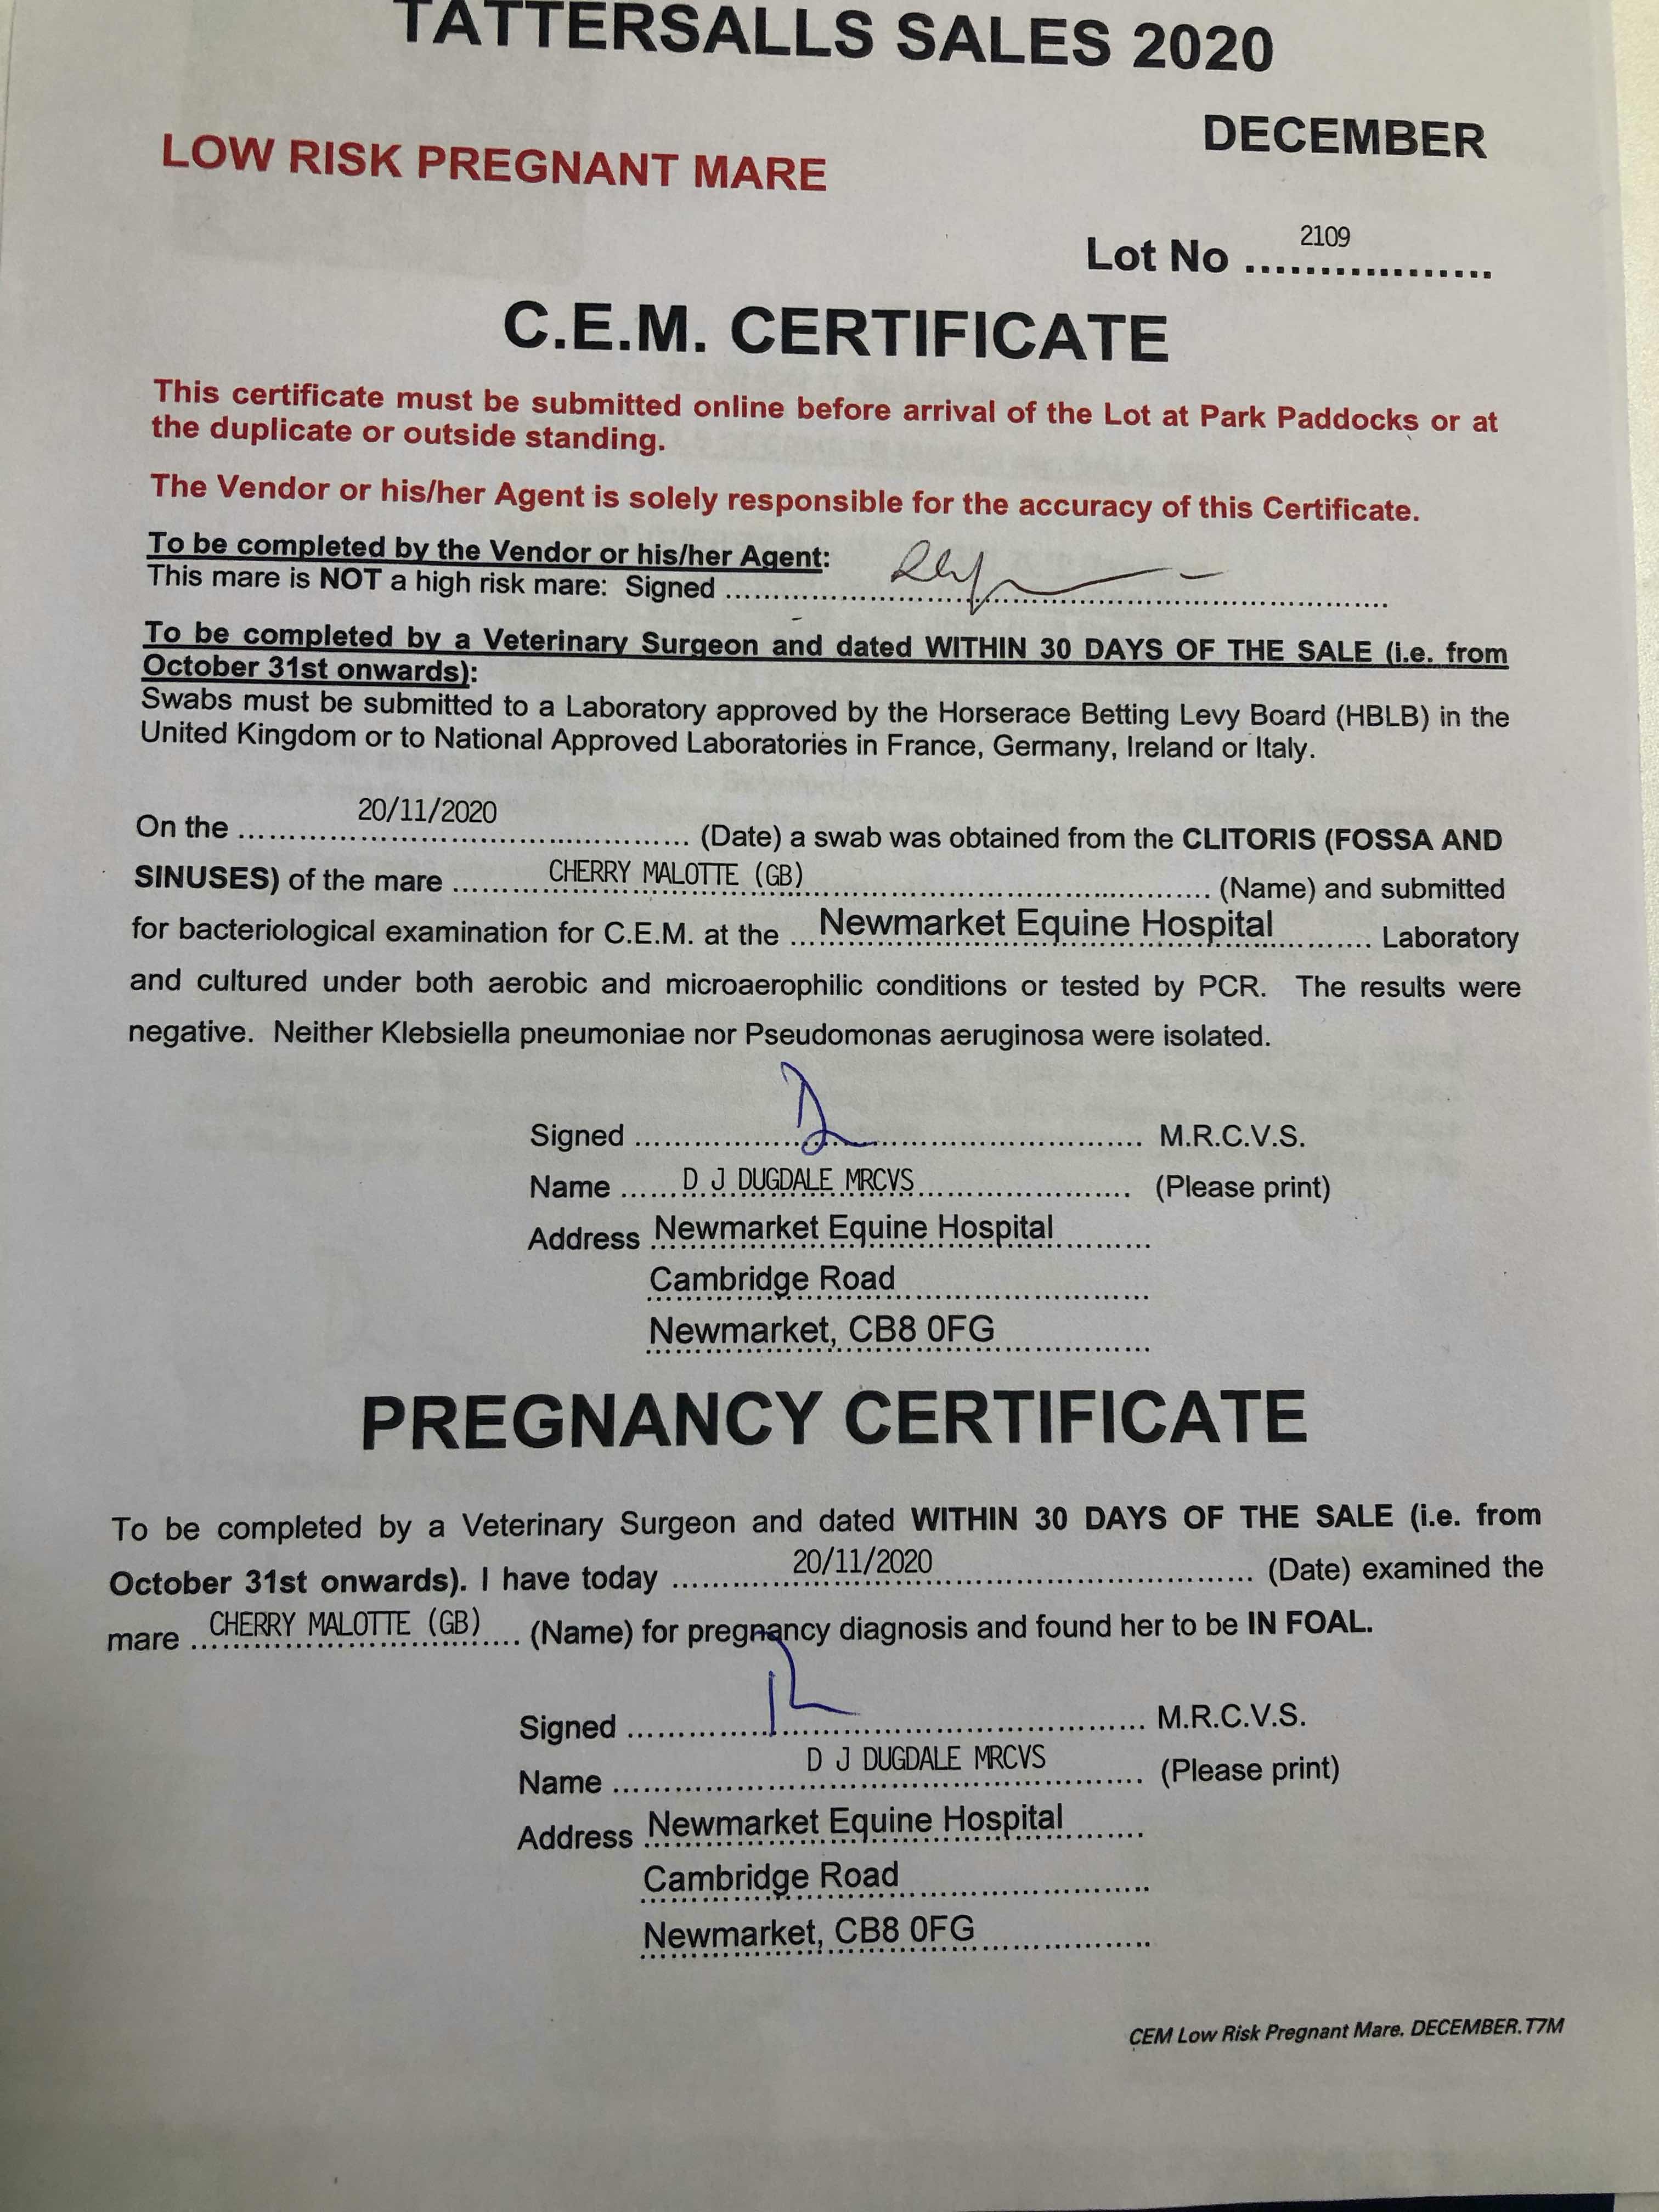 TATTERSALLS SALES 2020
DECEMBER
LOW RISK PREGNANT MARE
Lot No ................. 2109
C.E.M. CERTIFICATE
This certificate must be submitted online before arrival of the Lot at Park Paddocks or at
the duplicate or outside standing.
The Vendor or his/her Agent is solely responsible for the accuracy of this Certificate.
To be completed by the Vendor or his/her Agent:
This mare is NOT a high risk mare: Signed ........................
To be completed by a Veterinary Surgeon and dated WITHIN 30 DAYS OF THE SALE (i.e. from
October 31st onwards):
Swabs must be submitted to a Laboratory approved by the Horserace Betting Levy Board (HBLB) in the
United Kingdom or to National Approved Laboratories in France, Germany, Ireland or Italy.
On the ........ 20/11/2020 ........ (Date) a swab was obtained from the CLITORIS (FOSSA AND
SINUSES) of the mare ........ CHERRY MALOTTE (GB) ........ (Name) and submitted
for bacteriological examination for C.E.M. at the ... Newmarket Equine Hospital ........ Laboratory
and cultured under both aerobic and microaerophilic conditions or tested by PCR. The results were
negative. Neither Klebsiella pneumoniae nor Pseudomonas aeruginosa were isolated.
Signed ........................ M.R.C.V.S.
Name ...... D J DUGDALE MRCVS ........ (Please print)
Address Newmarket Equine Hospital ........
Cambridge Road
Newmarket, CB8 0FG
PREGNANCY CERTIFICATE
To be completed by a Veterinary Surgeon and dated WITHIN 30 DAYS OF THE SALE (i.e. from
October 31st onwards). I have today ........ 20/11/2020 ........ (Date) examined the
mare ... CHERRY MALOTTE (GB) .... (Name) for pregnancy diagnosis and found her to be IN FOAL.
Signed ........................ M.R.C.V.S.
Name ........ D J DUGDALE MRCVS ........ (Please print)
Address Newmarket Equine Hospital ........
Cambridge Road
Newmarket, CB8 0FG
CEM Low Risk Pregnant Mare. DECEMBER.T7M